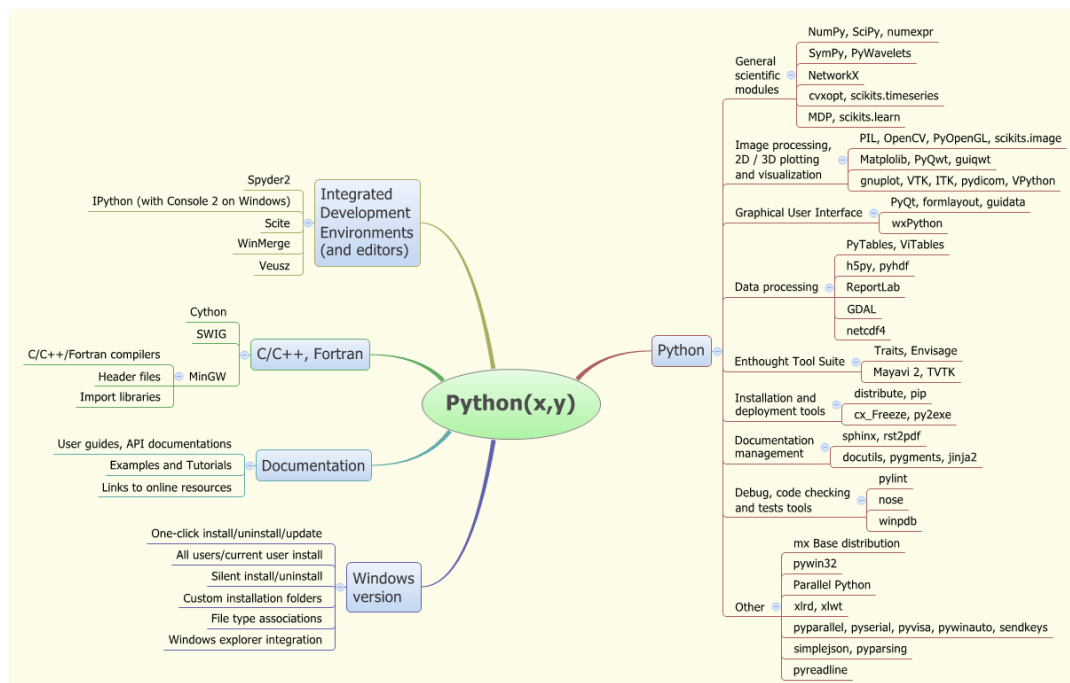 Python(x,y)
Integrated
Development
Environments
(and editors)
Spyder2
IPython (with Console 2 on Windows)
Scite
WinMerge
Veusz
C/C++, Fortran
Cython
SWIG
MinGW
C/C++/Fortran compilers
Header files
Import libraries
Documentation
User guides, API documentations
Examples and Tutorials
Links to online resources
Windows
version
One-click install/uninstall/update
All users/current user install
Silent install/uninstall
Custom installation folders
File type associations
Windows explorer integration
Python
General
scientific
modules
NumPy, SciPy, numexpr
SymPy, PyWavelets
NetworkX
cvxopt, scikits.timeseries
MDP, scikits.learn
Image processing,
2D / 3D plotting
and visualization
PIL, OpenCV, PyOpenGL, scikits.image
Matplolib, PyQwt, guiqwt
gnuplot, VTK, ITK, pydicom, VPython
Graphical User Interface
PyQt, formlayout, guidata
wxPython
Data processing
PyTables, ViTables
h5py, pyhdf
ReportLab
GDAL
netcdf4
Enthought Tool Suite
Traits, Envisage
Mayavi 2, TVTK
Installation and
deployment tools
distribute, pip
cx_Freeze, py2exe
Documentation
management
sphinx, rst2pdf
docutils, pygments, jinja2
Debug, code checking
and tests tools
pylint
nose
winpdb
Other
mx Base distribution
pywin32
Parallel Python
xlrd, xlwt
pyparallel, pyserial, pyvisa, pywinauto, sendkeys
simplejson, pyparsing
pyreadline